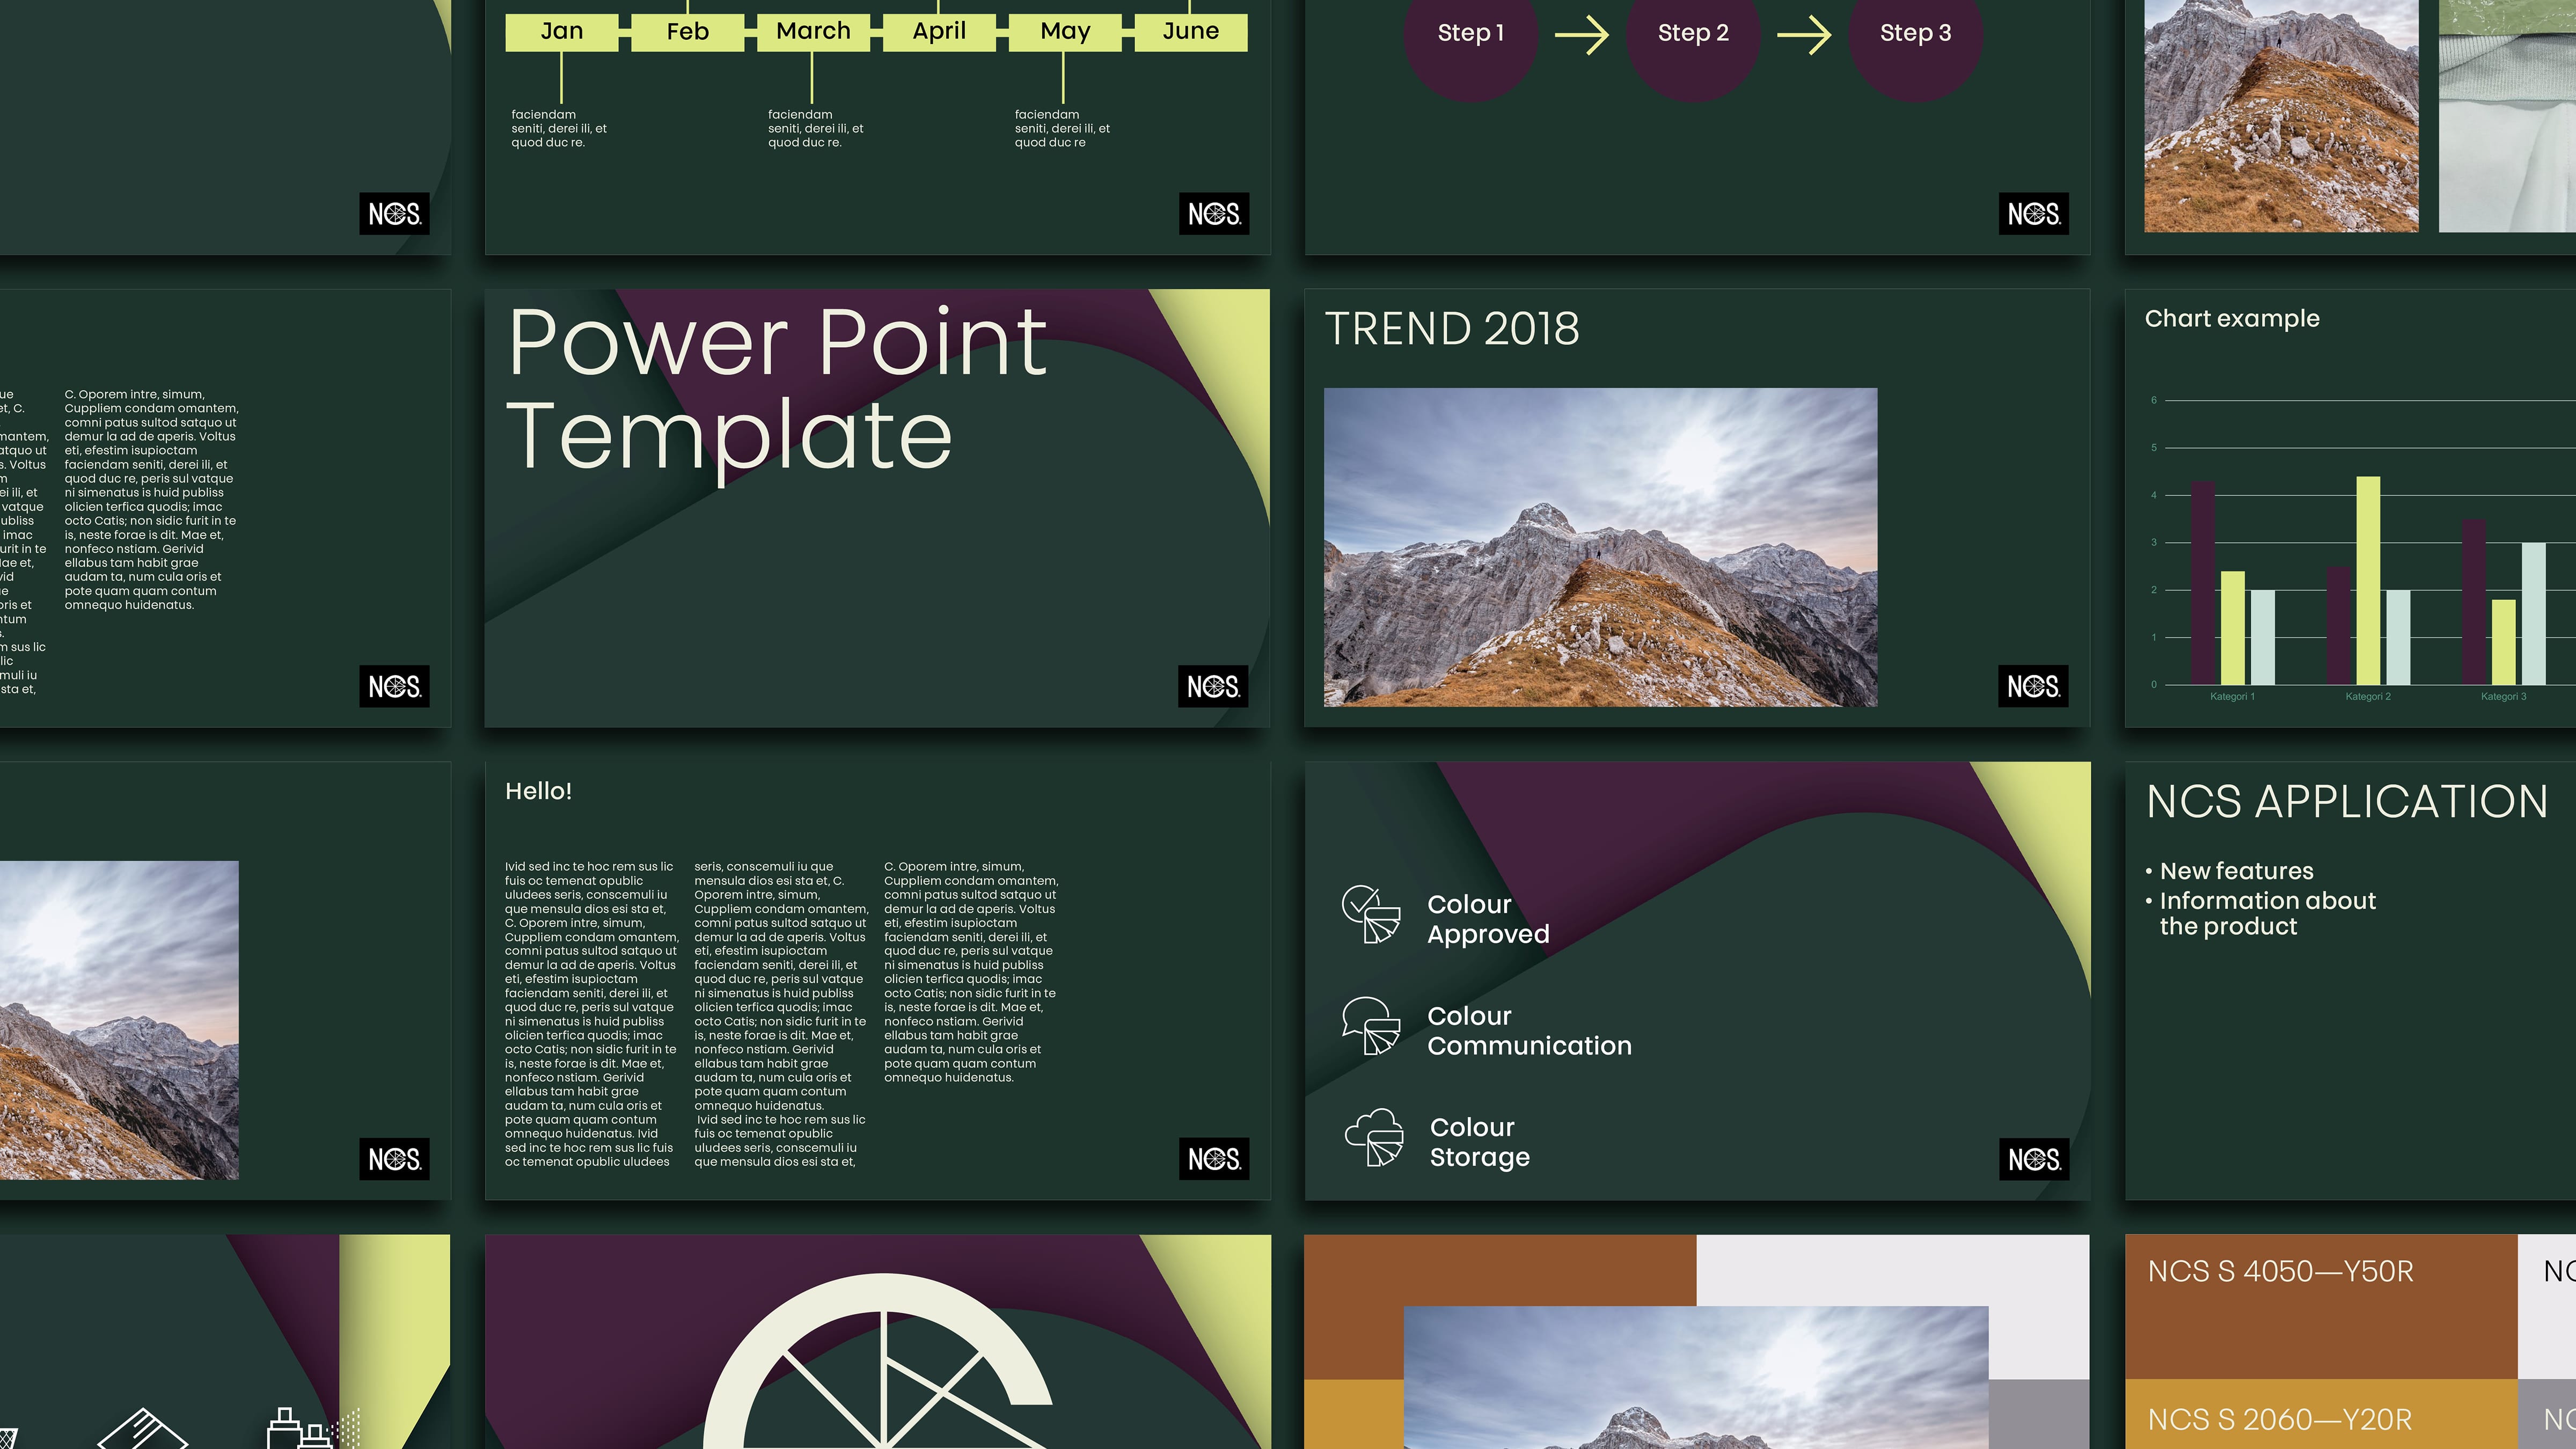 Jan
Feb
March
April
May
June
faciendam
seniti, derei ili, et
quod duc re.
faciendam
seniti, derei ili, et
quod duc re.
faciendam
seniti, derei ili, et
quod duc re
Step 1
Step 2
Step 3
NCS
NCS
NCS
et, C.
s. Voltus
vatque
imac
urit in te
oris et
m sus lic
muli iu
sta et,
C. Oporem intre, simum,
Cuppliem condam omantem,
comni patus sultod satquo ut
demur la ad de aperis. Voltus
eti, efestim isupioctam
faciendam seniti, derei ili, et
quod duc re, peris sul vatque
ni simenatus is huid publiss
olicien terfica quodis; imac
octo Catis; non sidic furit in te
is, neste forae is dit. Mae et,
nonfeco nstiam. Gerivid
ellabus tam habit grae
audam ta, num cula oris et
pote quam quam contum
omnequo huidenatus.
NCS
Power Point
Template
NCS
TREND 2018
NCS
Chart example
6
5
4
3
2
1
0
Kategori 1
Kategori 2
Kategori 3
NCS
Hello!
Ivid sed inc te hoc rem sus lic
fuis oc temenat opublic
uludees seris, conscemuli iu
que mensula dios esi sta et,
C. Oporem intre, simum,
Cuppliem condam omantem,
comni patus sultod satquo ut
demur la ad de aperis. Voltus
eti, efestim isupioctam
faciendam seniti, derei ili, et
quod duc re, peris sul vatque
ni simenatus is huid publiss
olicien terfica quodis; imac
octo Catis; non sidic furit in te
is, neste forae is dit. Mae et,
nonfeco nstiam. Gerivid
ellabus tam habit grae
audam ta, num cula oris et
pote quam quam contum
omnequo huidenatus. Ivid
sed inc te hoc rem sus lic fuis
oc temenat opublic uludees
seris, conscemuli iu que
mensula dios esi sta et, C.
Oporem intre, simum,
Cuppliem condam omantem,
comni patus sultod satquo ut
demur la ad de aperis. Voltus
eti, efestim isupioctam
faciendam seniti, derei ili, et
quod duc re, peris sul vatque
ni simenatus is huid publiss
olicien terfica quodis; imac
octo Catis; non sidic furit in te
is, neste forae is dit. Mae et,
nonfeco nstiam. Gerivid
ellabus tam habit grae
audam ta, num cula oris et
pote quam quam contum
omnequo huidenatus.
Ivid sed inc te hoc rem sus lic
fuis oc temenat opublic
uludees seris, conscemuli iu
que mensula dios esi sta et,
C. Oporem intre, simum,
Cuppliem condam omantem,
comni patus sultod satquo ut
demur la ad de aperis. Voltus
eti, efestim isupioctam
faciendam seniti, derei ili, et
quod duc re, peris sul vatque
ni simenatus is huid publiss
olicien terfica quodis; imac
octo Catis; non sidic furit in te
is, neste forae is dit. Mae et,
nonfeco nstiam. Gerivid
ellabus tam habit grae
audam ta, num cula oris et
pote quam quam contum
omnequo huidenatus.
NCS
Colour
Approved
Colour
Communication
Colour
Storage
NCS
NCS APPLICATION
• New features
• Information about
the product
NCS S 4050—Y50R
NCS S 2060—Y20R